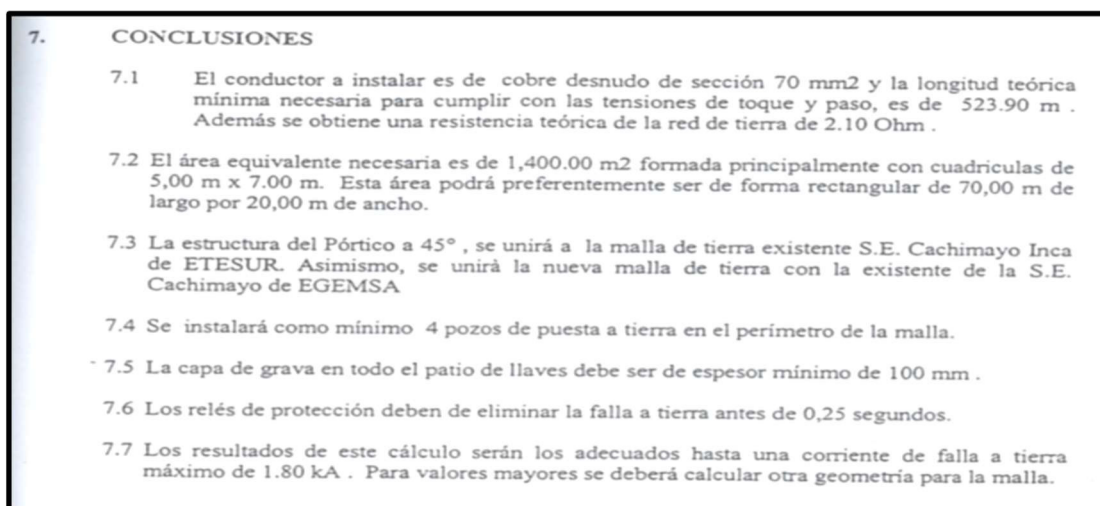 7. CONCLUSIONES
7.1 El conductor a instalar es de cobre desnudo de sección 70 mm2 y la longitud teórica
mínima necesaria para cumplir con las tensiones de toque y paso, es de 523.90 m .
Además se obtiene una resistencia teórica de la red de tierra de 2.10 Ohm .
7.2 El área equivalente necesaria es de 1,400.00 m2 formada principalmente con cuadriculas de
5,00 m x 7.00 m. Esta área podrá preferentemente ser de forma rectangular de 70,00 m de
largo por 20,00 m de ancho.
7.3 La estructura del Pórtico a 45° , se unirá a la malla de tierra existente S.E. Cachimayo Inca
de ETESUR. Asimismo, se unirà la nueva malla de tierra con la existente de la S.E.
Cachimayo de EGEMSA
7.4 Se instalará como mínimo 4 pozos de puesta a tierra en el perímetro de la malla.
7.5 La capa de grava en todo el patio de llaves debe ser de espesor mínimo de 100 mm .
7.6 Los relés de protección deben de eliminar la falla a tierra antes de 0,25 segundos.
7.7 Los resultados de este cálculo serán los adecuados hasta una corriente de falla a tierra
máximo de 1.80 kA . Para valores mayores se deberá calcular otra geometría para la malla.